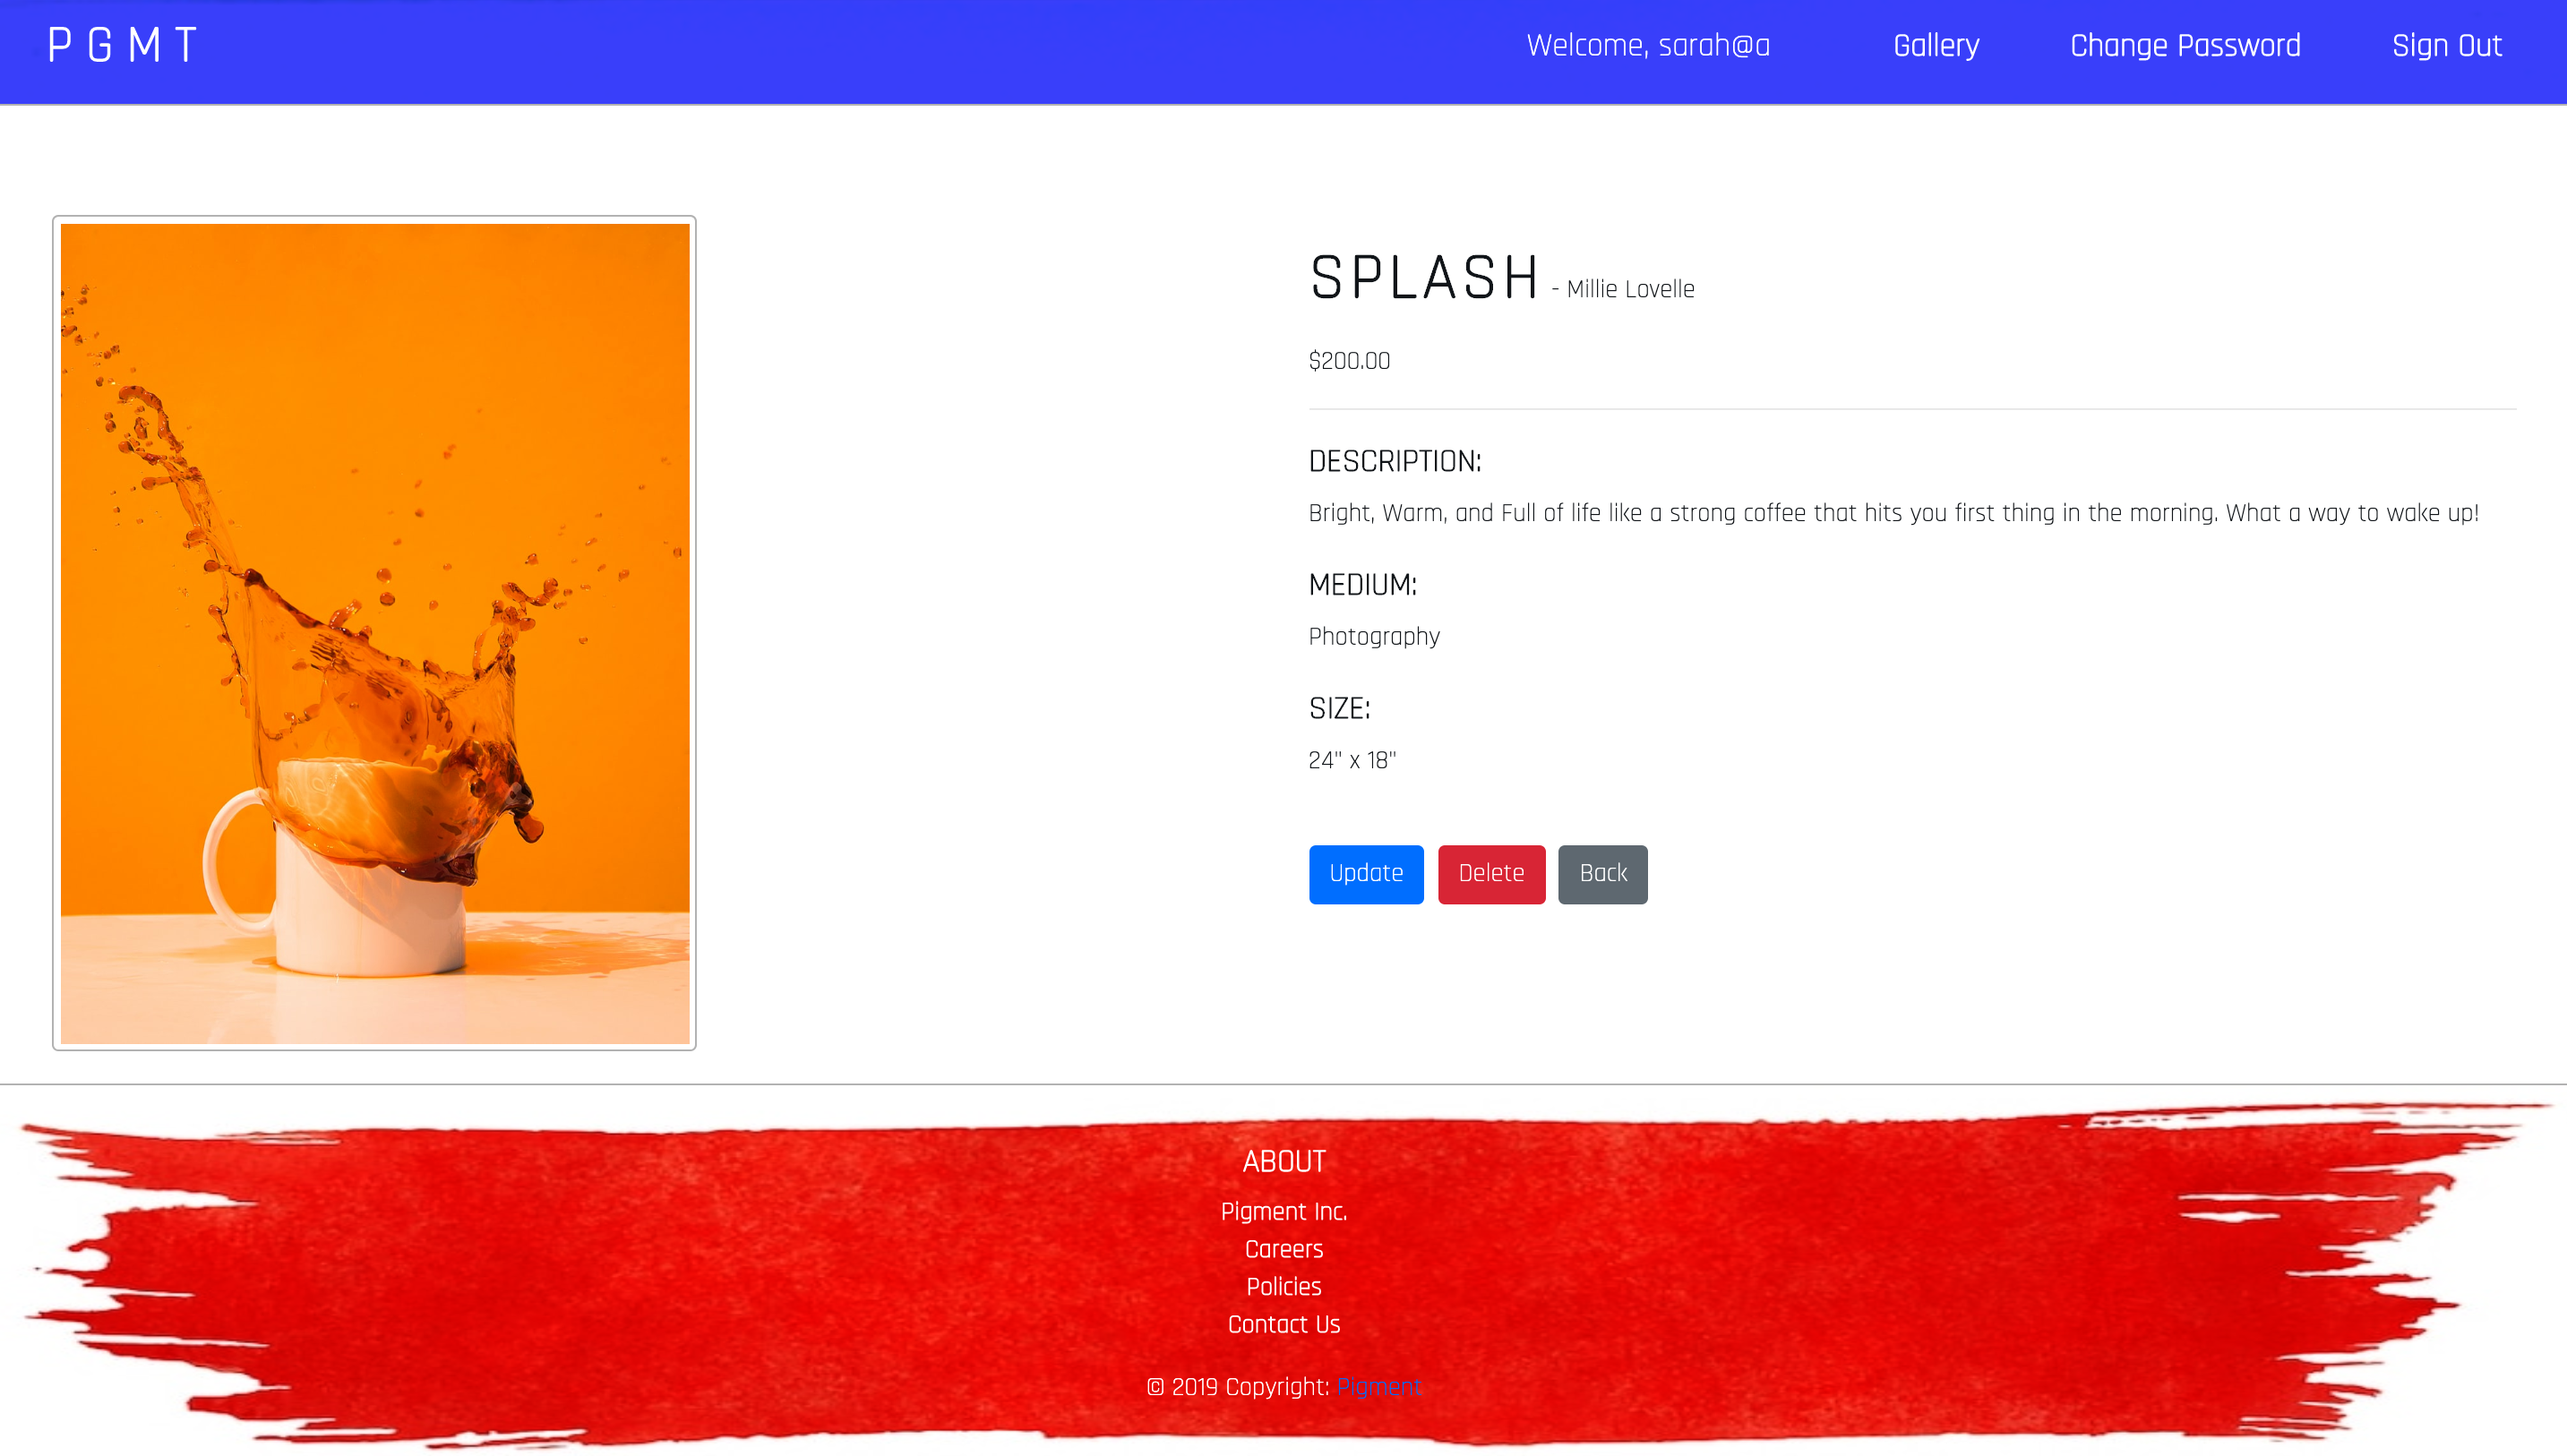 PGMT
Welcome, sarah@a
Gallery
Change Password
Sign Out
SPLASH - Millie Lovelle
$200.00
DESCRIPTION:
Bright, Warm, and Full of life like a strong coffee that hits you first thing in the morning. What a way to wake up!
MEDIUM:
Photography
SIZE:
24" x 18"
Update
Delete
Back
ABOUT
Pigment Inc.
Careers
Policies
Contact Us
© 2019 Copyright: Pigment